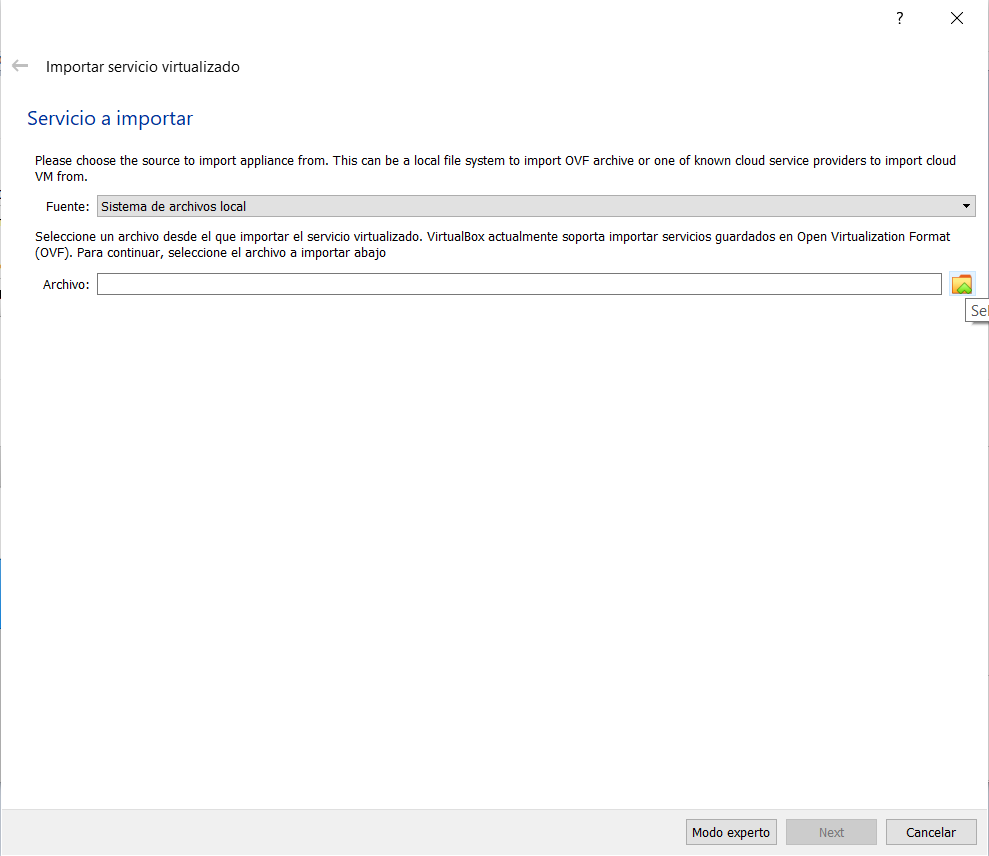 ?
Importar servicio virtualizado
Servicio a importar
Please choose the source to import appliance from. This can be a local file system to import OVF archive or one of known cloud service providers to import cloud
VM from.
Fuente: Sistema de archivos local
Seleccione un archivo desde el que importar el servicio virtualizado. VirtualBox actualmente soporta importar servicios guardados en Open Virtualization Format
(OVF). Para continuar, seleccione el archivo a importar abajo
Archivo:
Sel
Modo experto Next Cancelar